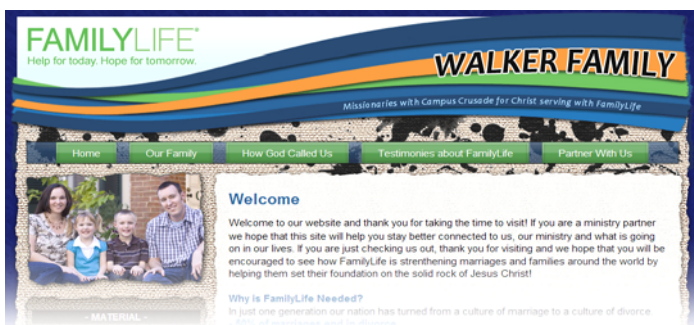 FAMILYLIFE®
Help for today. Hope for tomorrow.
WALKER FAMILY
Missionaries with Campus Crusade for Christ serving with FamilyLife
Home Our Family How God Called Us Testimonies about FamilyLife Partner With Us
Welcome
Welcome to our website and thank you for taking the time to visit! If you are a ministry partner
we hope that this site will help you stay better connected to us, our ministry and what is going
on in our lives. If you are just checking us out, thank you for visiting and we hope that you will be
encouraged to see how FamilyLife is strenthening marriages and families around the world by
helping them set their foundation on the solid rock of Jesus Christ!
Why is FamilyLife Needed?
In just one generation our nation has turned from a culture of marriage to a culture of divorce.
- MATERIAL -